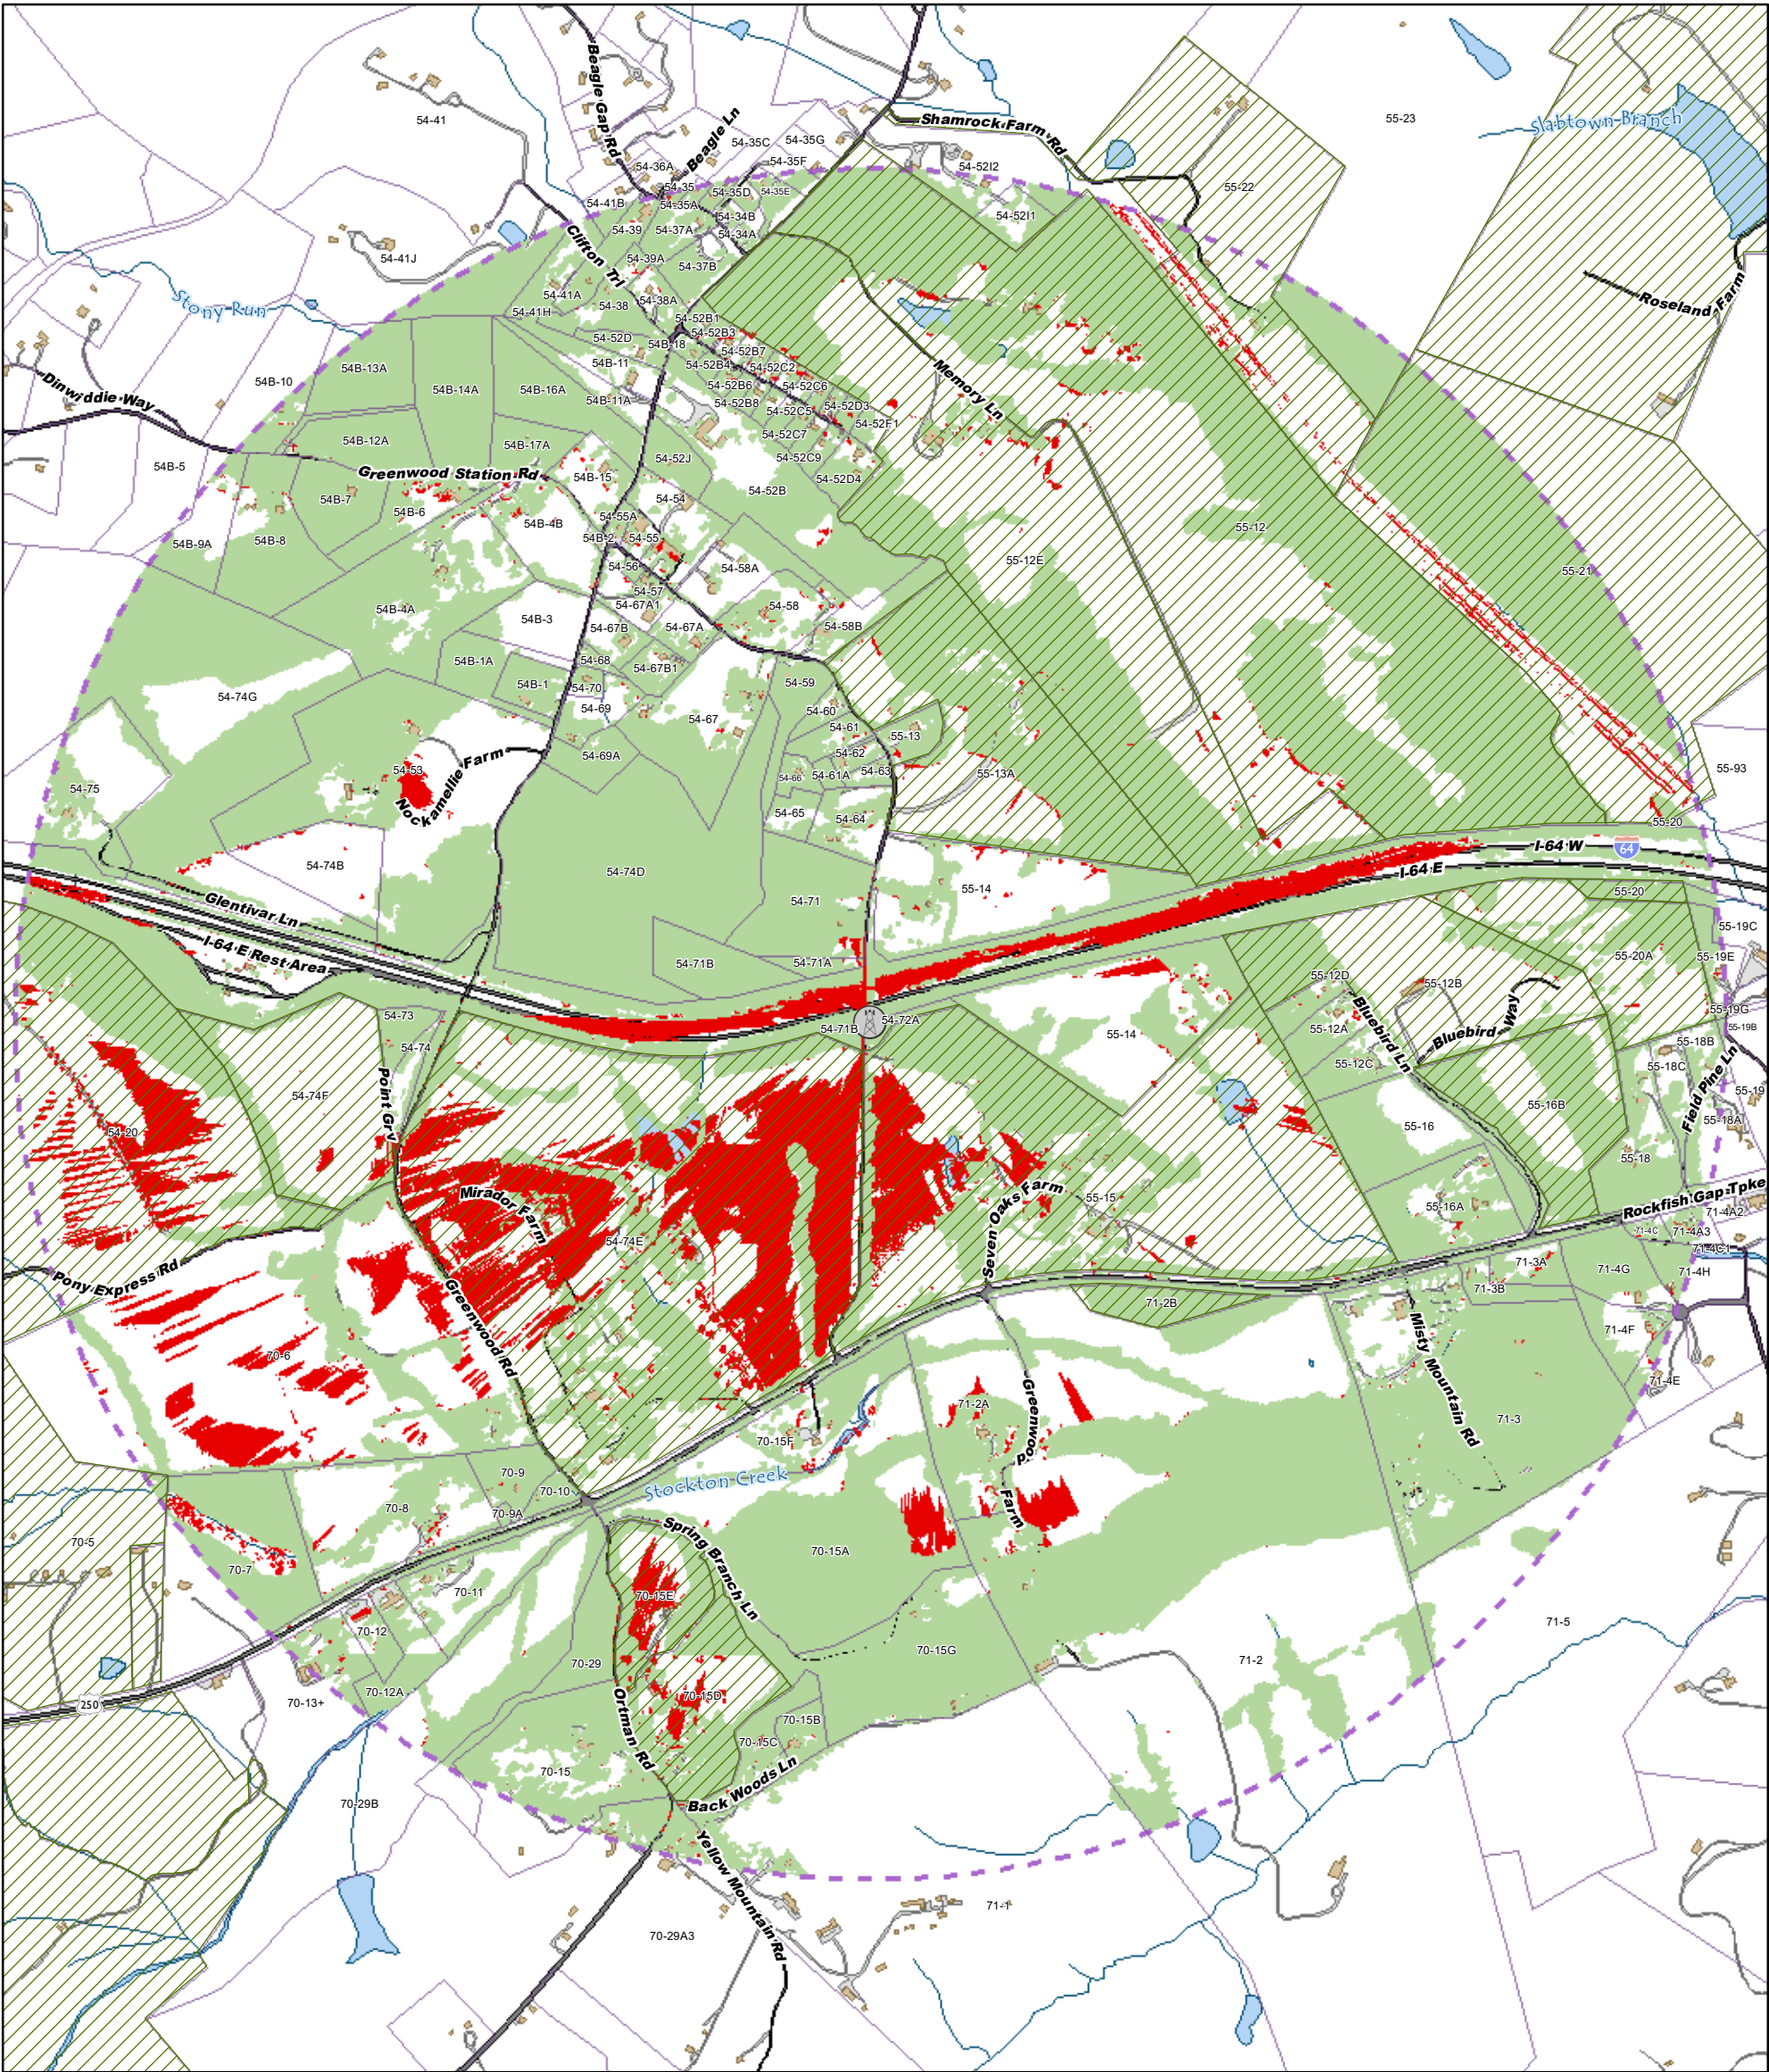 Beagle Gap Rd
54-41
Beagle Ln
54-35C
54-35G
Shamrock Farm Rd
55-23
Slabtown Branch
54-36A
54-35F
54-52I2
54-35
54-35D
54-35E
55-22
54-41B
54-35A
54-34B
54-52I1
54-39
54-37A
54-34A
Clifton Trl
54-41J
54-39A
54-37B
Stony Run
54-41A
54-38
54-38A
54-41H
Roseland Farm
54-52B1
54-52B3
54-52D
54B-18
54-52B7
54B-13A
54B-11
54-52B4
54-52C2
54B-10
54B-14A
54B-16A
54-52B6
54-52C6
Memory Ln
Dinwiddie Way
54B-11A
54-52B8
54-52C5
54-52D3
54-52F1
54B-12A
54B-17A
54-52C7
54B-5
Greenwood Station Rd
54B-15
54-52J
54-52C9
54-52D4
54B-7
54-52B
54B-6
54-54
54B-4B
54-55A
55-12
54B-9A
54B-8
54B-2
54-55
54-56
54-58A
55-12E
55-21
54-57
54B-4A
54-67A1
54-58
54B-3
54-67B
54-67A
54-58B
54B-1A
54-68
54-67B1
54B-1
54-70
54-59
54-74G
54-69
54-67
54-60
54-61
55-13
54-69A
54-62
54-53
Nockamellie Farm
54-66
54-61A
54-63
55-13A
55-93
54-75
54-65
54-64
55-20
I-64 W
64
54-74B
54-74D
I-64 E
55-14
55-20
Glentivar Ln
54-71
55-19C
I-64 E Rest Area
54-71B
54-71A
55-12D
55-20A
55-19E
55-12B
54-73
54-71B
54-72A
55-14
55-12A
Bluebird Ln
Bluebird Way
55-19G
55-19B
54-74
55-12C
55-18B
55-18C
54-74F
Point Grv
55-16B
Field Pine Ln
55-19
54-20
55-16
55-18A
55-18
Mirador Farm
Seven Oaks Farm
55-15
55-16A
Rockfish Gap Tpke
54-74E
71-4C
71-4A3
71-4A2
71-4C1
Pony Express Rd
71-3A
71-4G
71-4H
71-2B
71-3B
Greenwood Rd
71-4F
70-6
Misty Mountain Rd
71-4E
71-2A
Greenwood Farm Rd
71-3
70-15F
70-9
Stockton Creek
70-10
70-8
70-9A
70-5
Spring Branch Ln
70-15A
70-7
70-11
70-15E
71-5
70-12
70-15G
71-2
70-29
250
70-12A
70-15D
70-13+
Ortman Rd
70-15B
70-15C
70-15
70-29B
Back Woods Ln
Yellow Mountain Rd
71-1
70-29A3